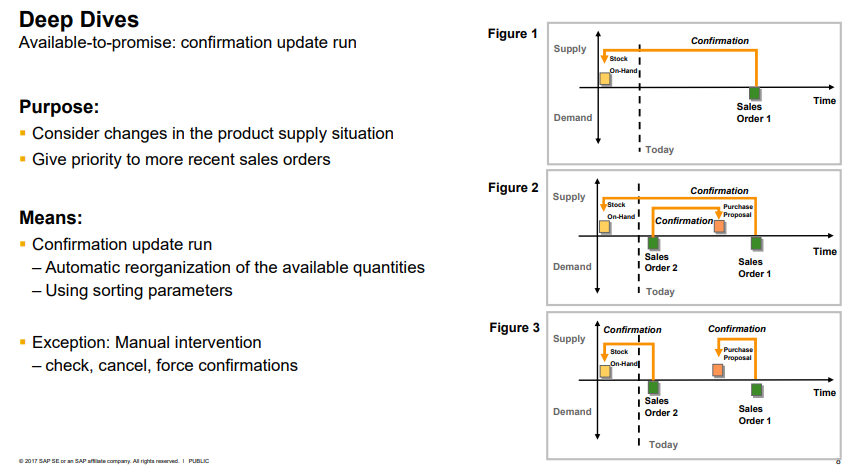 Deep Dives
Available-to-promise: confirmation update run
Purpose:
Consider changes in the product supply situation
Give priority to more recent sales orders
Means:
Confirmation update run
– Automatic reorganization of the available quantities
– Using sorting parameters
Exception: Manual intervention
– check, cancel, force confirmations
Figure 1
Confirmation
Supply
Stock
On-Hand
Time
Sales
Order 1
Demand
Today
Figure 2
Confirmation
Supply
Stock
On-Hand
Purchase
Proposal
Confirmation
Time
Sales
Order 2
Sales
Order 1
Demand
Today
Figure 3
Confirmation
Confirmation
Supply
Stock
On-Hand
Purchase
Proposal
Time
Sales
Order 2
Sales
Order 1
Demand
Today
© 2017 SAP SE or an SAP affiliate company. All rights reserved. I PUBLIC